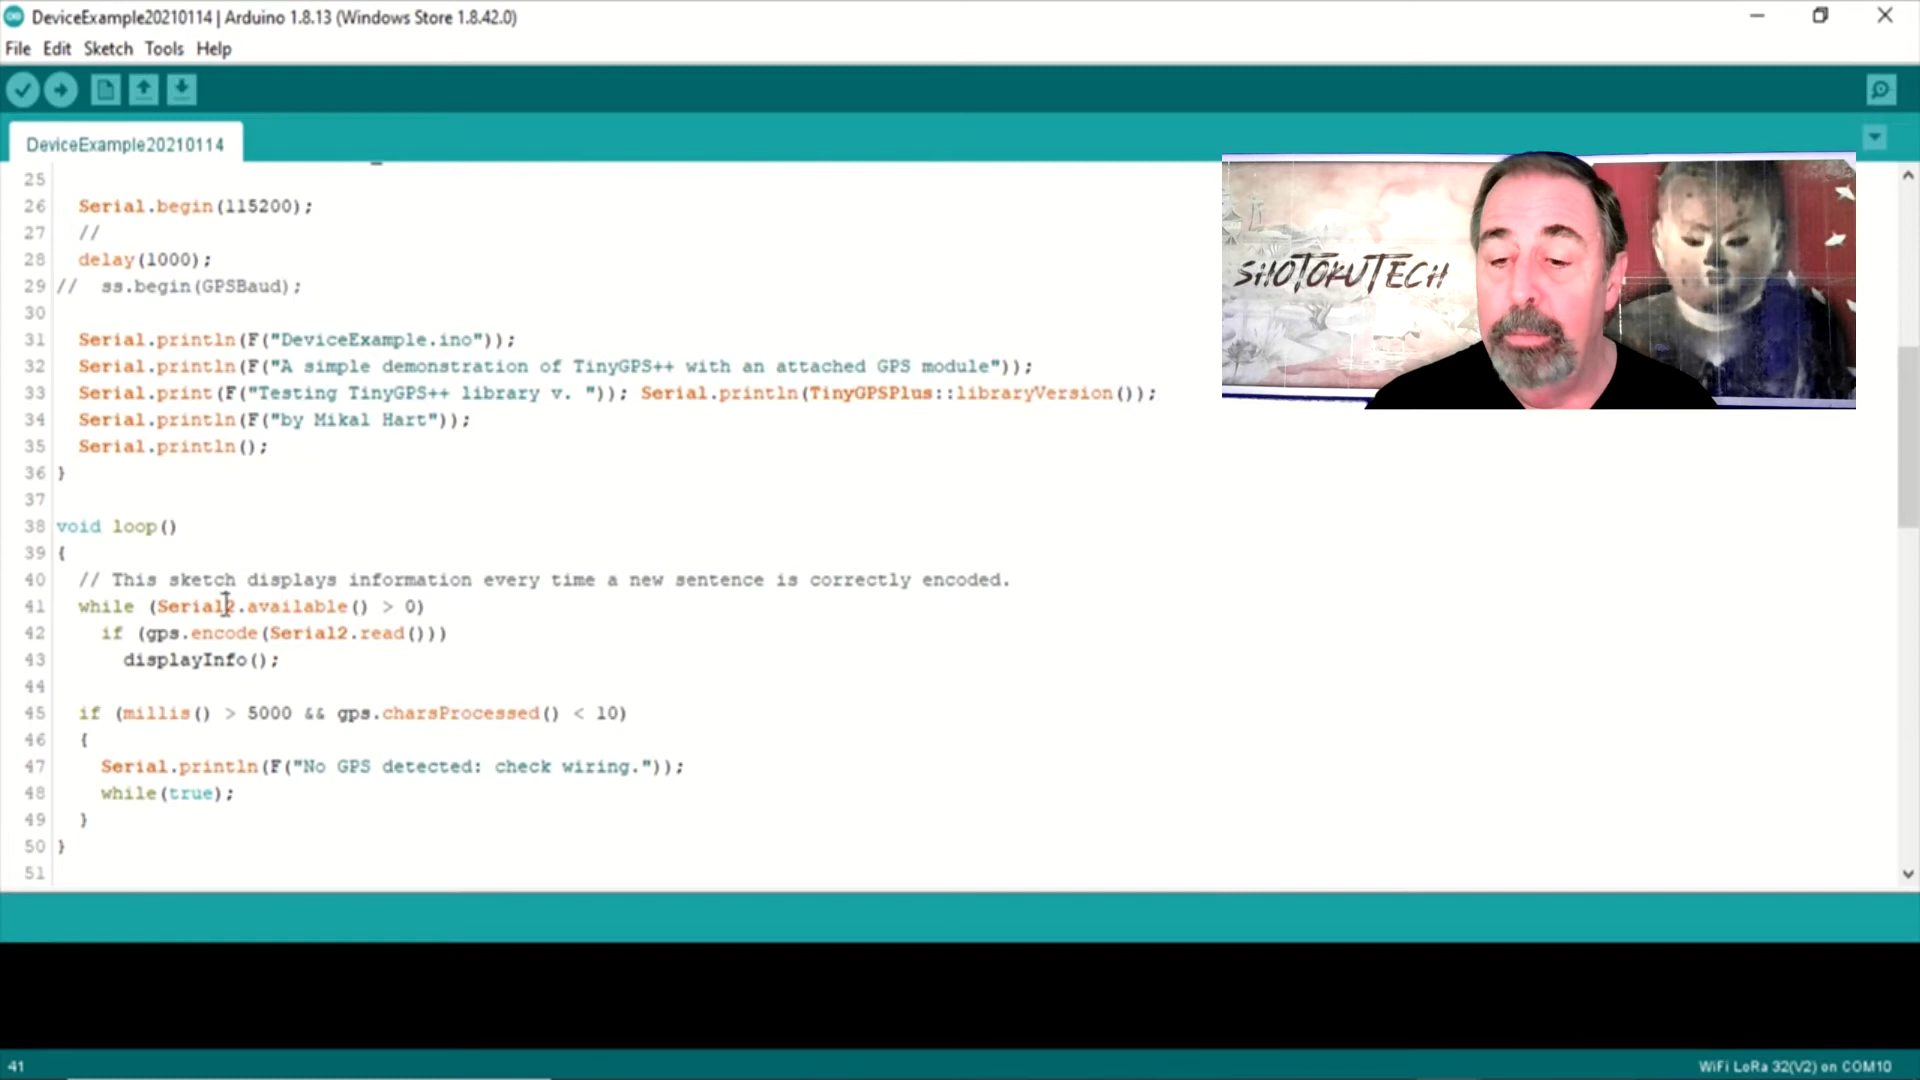 DeviceExample20210114 | Arduino 1.8.13 (Windows Store 1.8.42.0)
File Edit Sketch Tools Help
DeviceExample20210114
25
26 Serial.begin(115200);
27 //
28 delay(1000);
29 // ss.begin(GPSBaud);
30
31 Serial.println(F("DeviceExample.ino"));
32 Serial.println(F("A simple demonstration of TinyGPS++ with an attached GPS module"));
33 Serial.print(F("Testing TinyGPS++ library v. ")); Serial.println(TinyGPSPlus::libraryVersion());
34 Serial.println(F("by Mikal Hart"));
35 Serial.println();
36 }
37
38 void loop()
39 {
40 // This sketch displays information every time a new sentence is correctly encoded.
41 while (Serial2.available() > 0)
42 if (gps.encode(Serial2.read()))
43 displayInfo();
44
45 if (millis() > 5000 && gps.charsProcessed() < 10)
46 {
47 Serial.println(F("No GPS detected: check wiring."));
48 while(true);
49 }
50 }
51
SHOTOKUTECH
41
WiFi LoRa 32(V2) on COM10